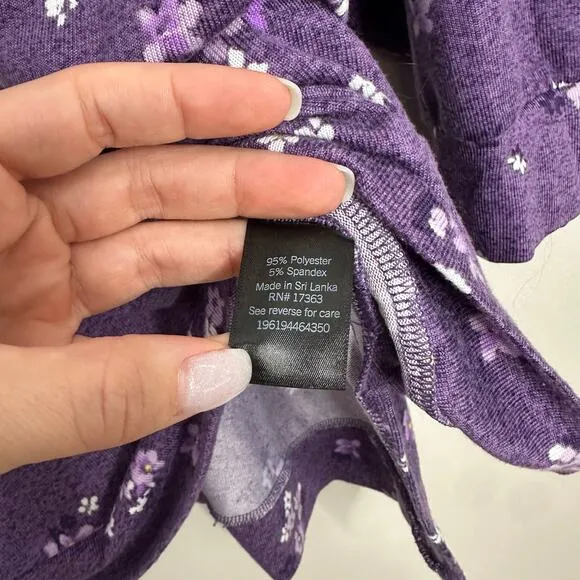 95% Polyester
5% Spandex
Made in Sri Lanka
RN# 17363
See reverse for care
196194464350